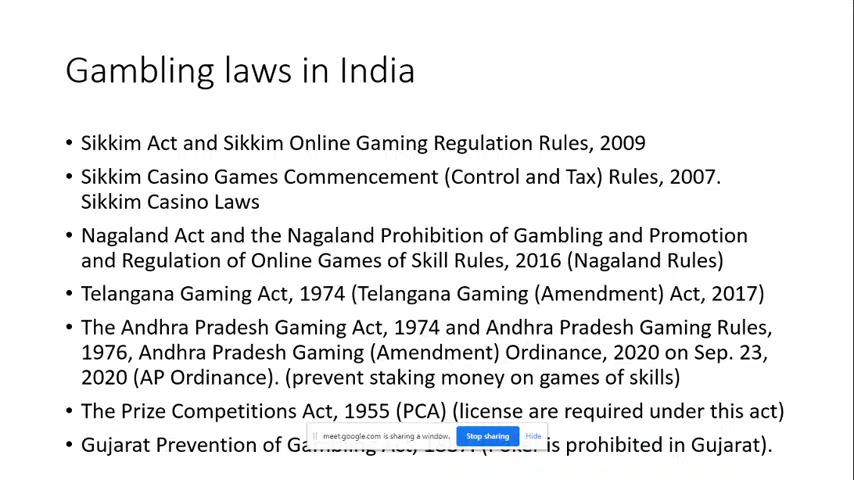 Gambling laws in India
• Sikkim Act and Sikkim Online Gaming Regulation Rules, 2009
• Sikkim Casino Games Commencement (Control and Tax) Rules, 2007.
Sikkim Casino Laws
• Nagaland Act and the Nagaland Prohibition of Gambling and Promotion
and Regulation of Online Games of Skill Rules, 2016 (Nagaland Rules)
• Telangana Gaming Act, 1974 (Telangana Gaming (Amendment) Act, 2017)
• The Andhra Pradesh Gaming Act, 1974 and Andhra Pradesh Gaming Rules,
1976, Andhra Pradesh Gaming (Amendment) Ordinance, 2020 on Sep. 23,
2020 (AP Ordinance). (prevent staking money on games of skills)
• The Prize Competitions Act, 1955 (PCA) (license are required under this act)
meet.google.com is sharing a window. Stop sharing Hide
• Gujarat Prevention of Gambling Act, (Poker is prohibited in Gujarat).